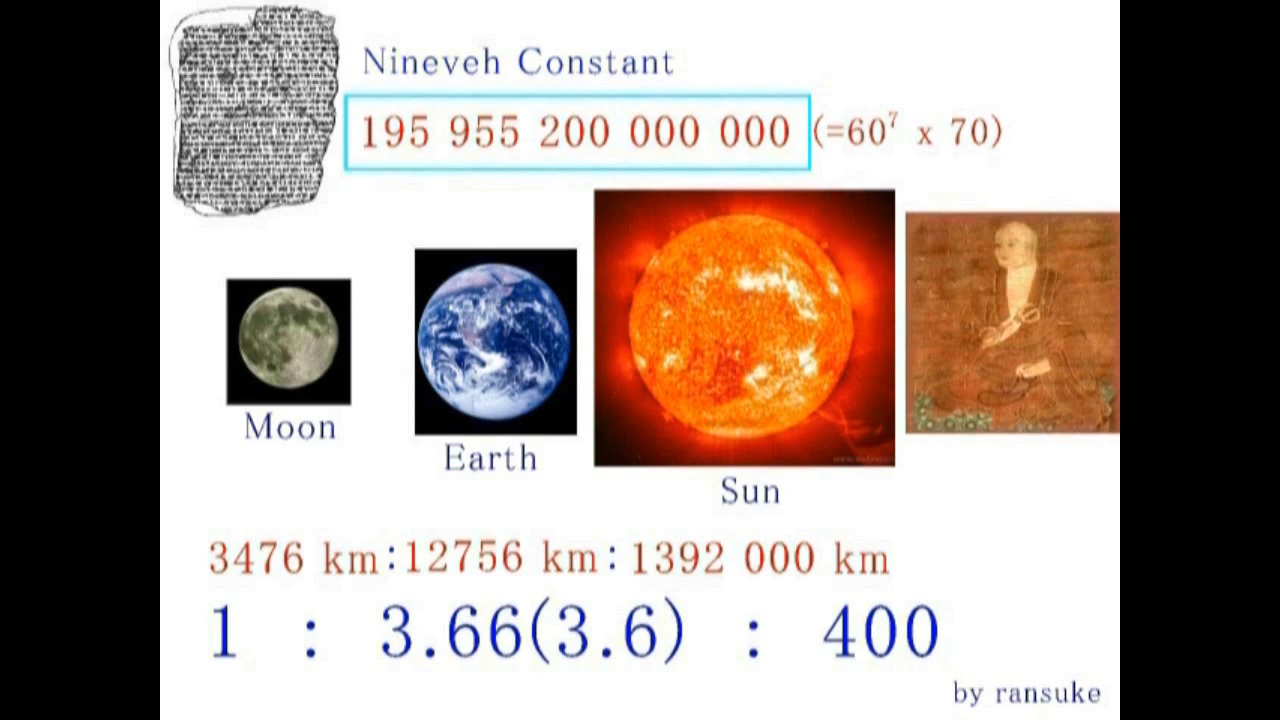 Nineveh Constant
195 955 200 000 000 (=60⁷ x 70)
Moon
Earth
Sun
3476 km:12756 km:1392 000 km
1 : 3.66(3.6) : 400
by ransuke